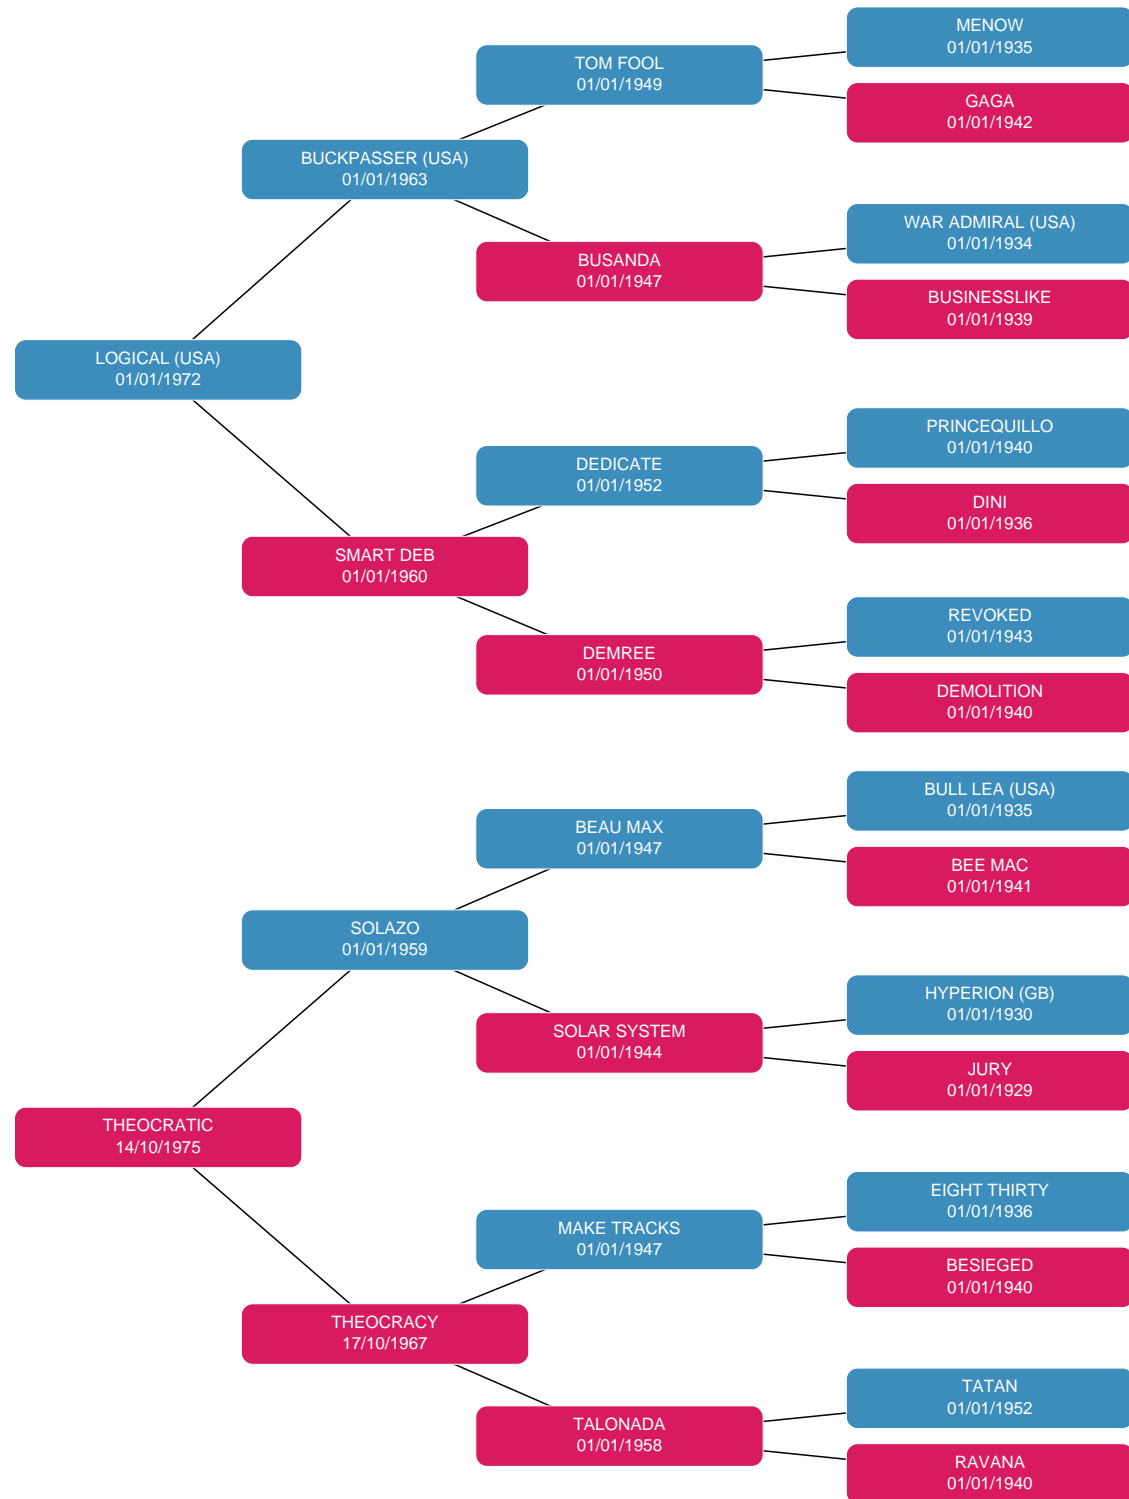 MENOW
01/01/1935
TOM FOOL
01/01/1949
GAGA
01/01/1942
BUCKPASSER (USA)
01/01/1963
WAR ADMIRAL (USA)
01/01/1934
BUSANDA
01/01/1947
BUSINESSLIKE
01/01/1939
LOGICAL (USA)
01/01/1972
PRINCEQUILLO
01/01/1940
DEDICATE
01/01/1952
DINI
01/01/1936
SMART DEB
01/01/1960
REVOKED
01/01/1943
DEMREE
01/01/1950
DEMOLITION
01/01/1940
BULL LEA (USA)
01/01/1935
BEAU MAX
01/01/1947
BEE MAC
01/01/1941
SOLAZO
01/01/1959
HYPERION (GB)
01/01/1930
SOLAR SYSTEM
01/01/1944
JURY
01/01/1929
THEOCRATIC
14/10/1975
EIGHT THIRTY
01/01/1936
MAKE TRACKS
01/01/1947
BESIEGED
01/01/1940
THEOCRACY
17/10/1967
TATAN
01/01/1952
TALONADA
01/01/1958
RAVANA
01/01/1940